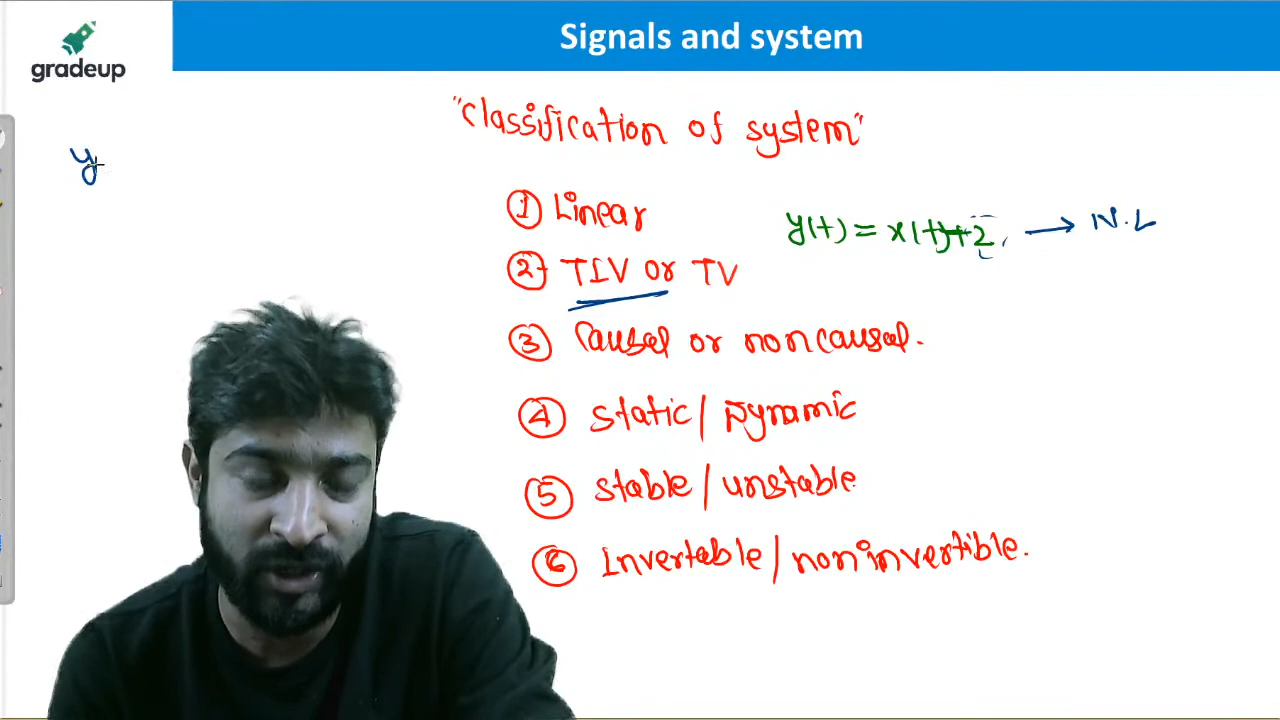 gradeup
Signals and system
"Classification of system"
y
① Linear
y(t) = x(t)+2 → N.L
② TIV or TV
③ Causal or noncausal.
④ Static / Dynamic
⑤ Stable / unstable
⑥ Invertable / noninvertible.